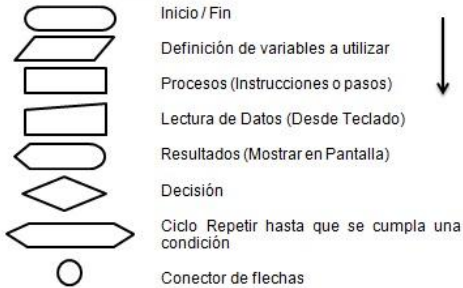 Inicio / Fin
Definición de variables a utilizar
Procesos (Instrucciones o pasos)
Lectura de Datos (Desde Teclado)
Resultados (Mostrar en Pantalla)
Decisión
Ciclo Repetir hasta que se cumpla una
condición
Conector de flechas